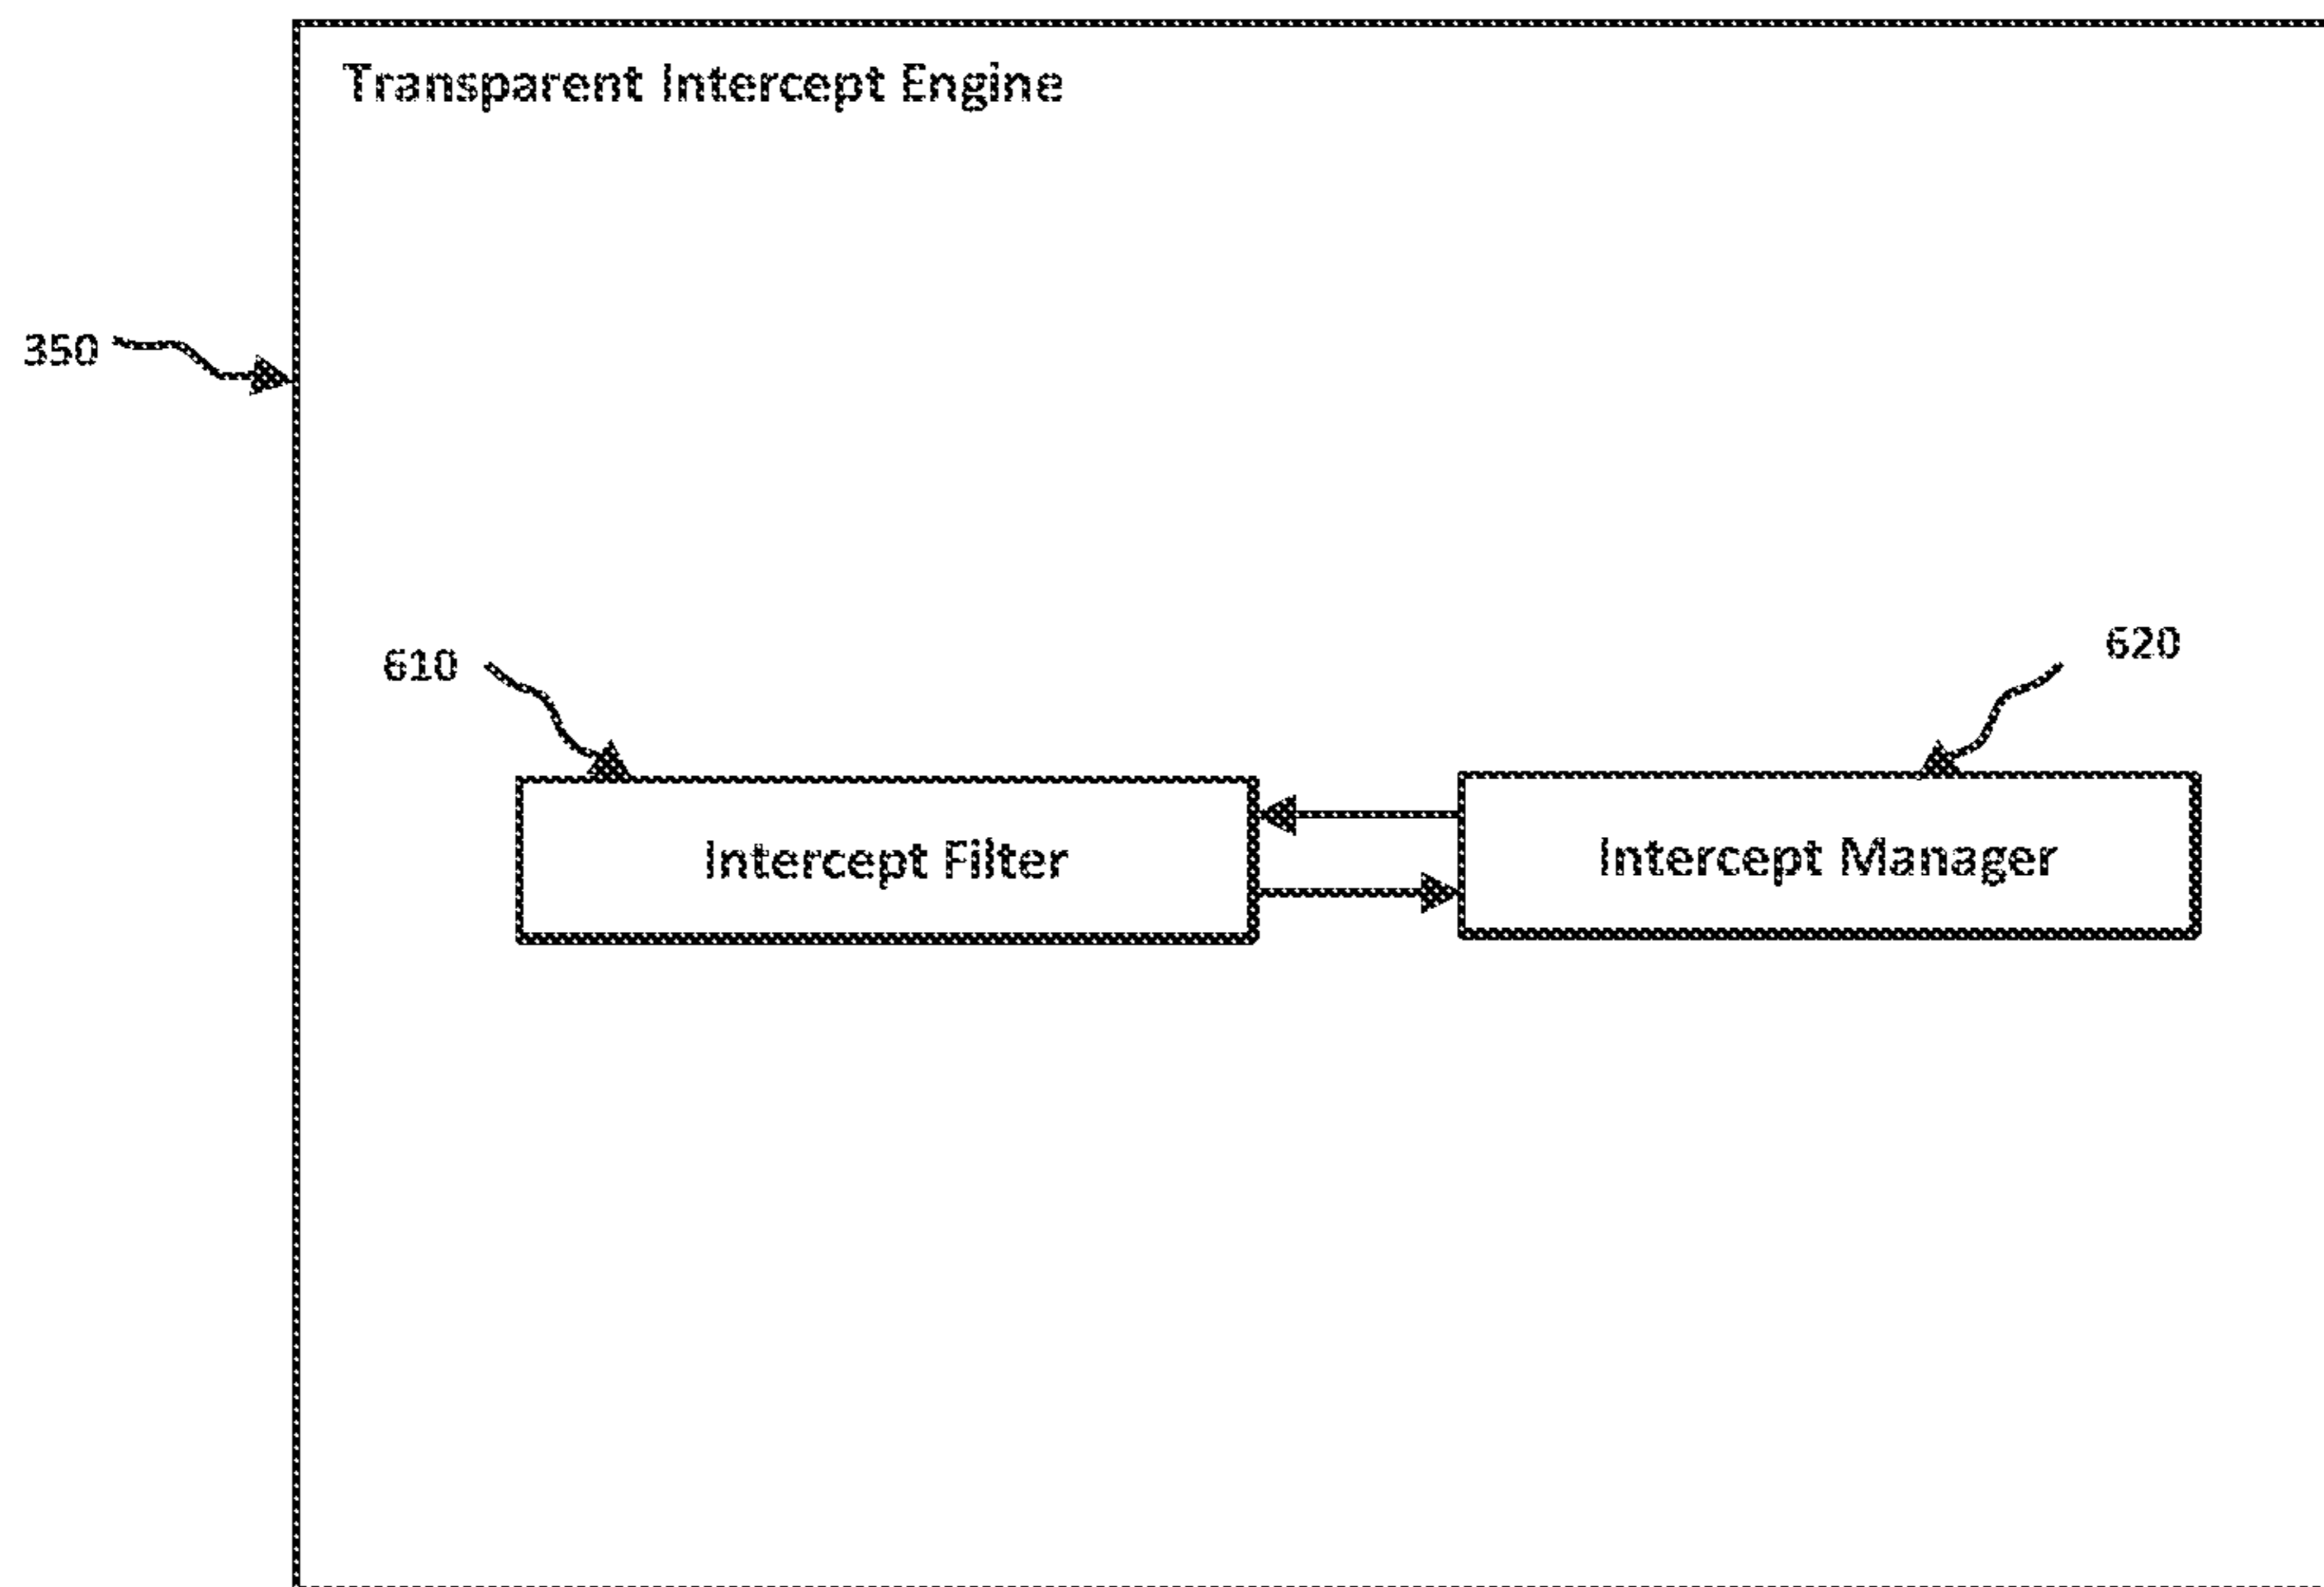 Transparent Intercept Engine
350
610
620
Intercept Filter
Intercept Manager